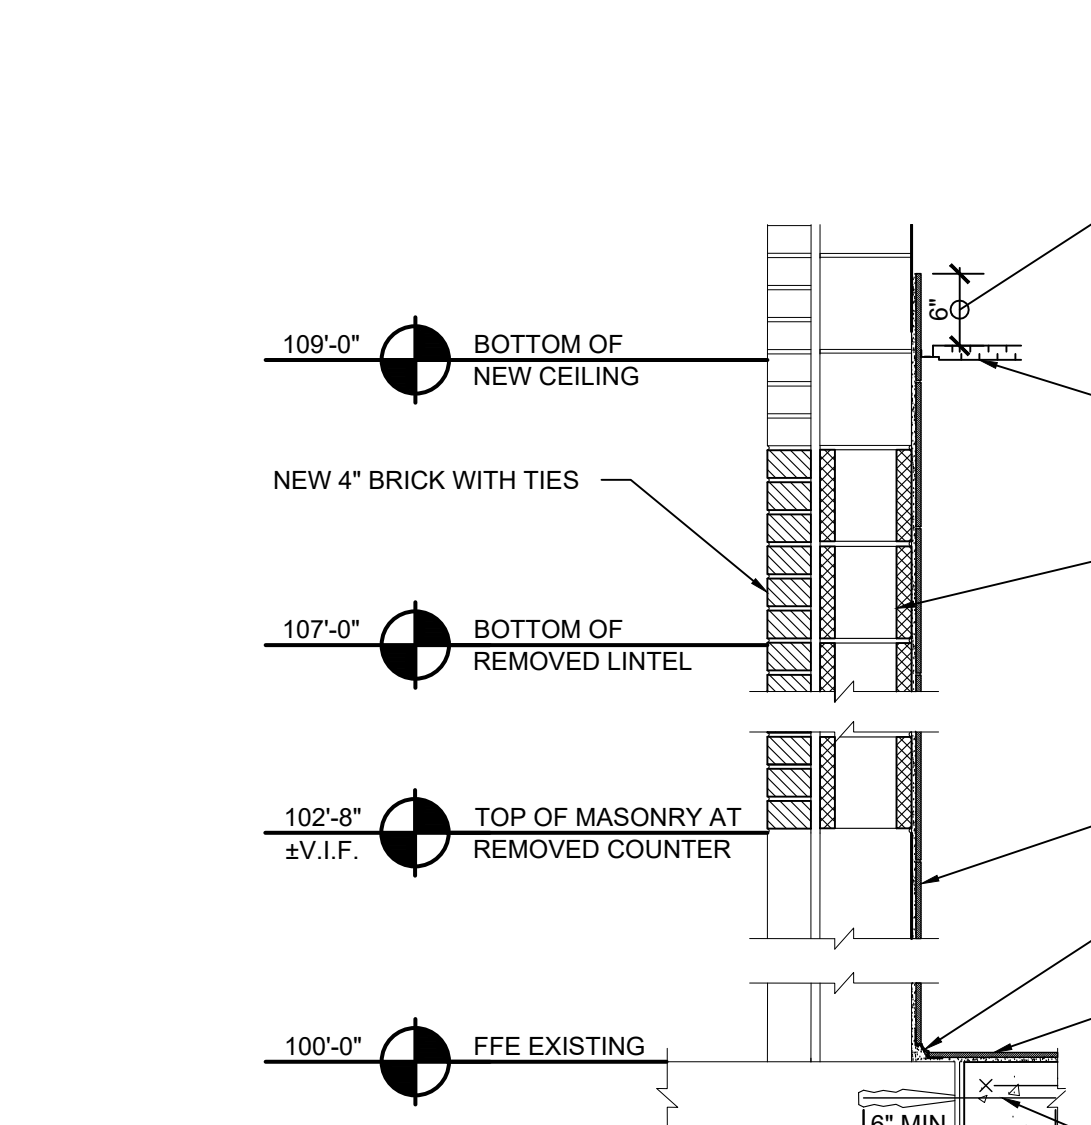 6"
109'-0"
BOTTOM OF
NEW CEILING
NEW 4" BRICK WITH TIES
107'-0"
BOTTOM OF
REMOVED LINTEL
102'-8"
±V.I.F.
TOP OF MASONRY AT
REMOVED COUNTER
100'-0"
FFE EXISTING
6" MIN